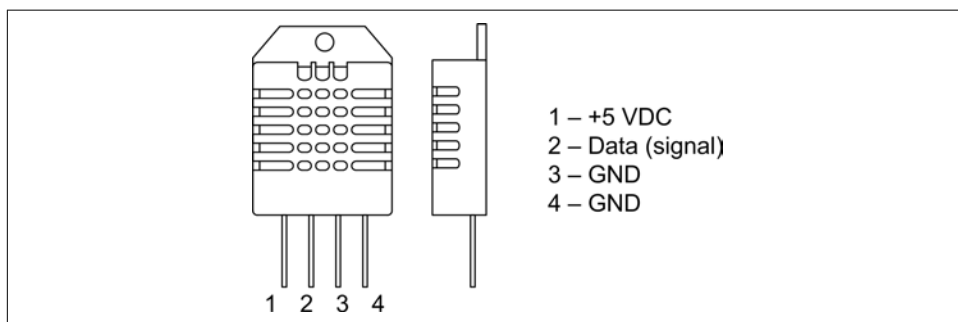 1 – +5 VDC
2 – Data (signal)
3 – GND
4 – GND
1 2 3 4